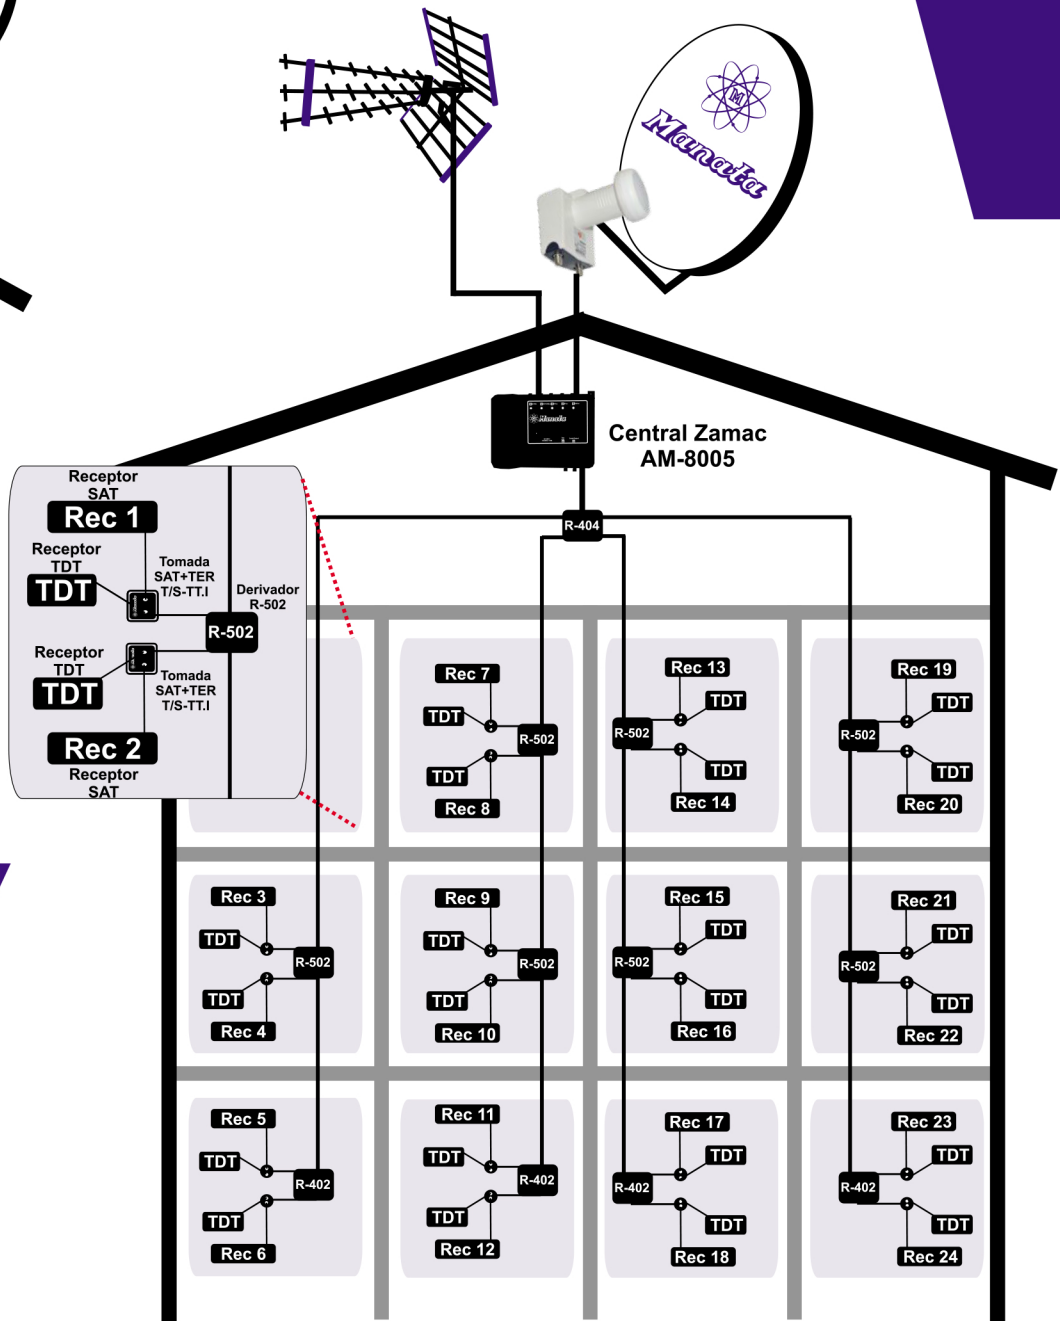 M
Manata
Manata
Central Zamac
AM-8005
R-404
Receptor
SAT
Rec 1
Receptor
TDT
TDT
Tomada
SAT+TER
T/S-TT.I
Derivador
R-502
R-502
Receptor
TDT
TDT
Tomada
SAT+TER
T/S-TT.I
Rec 2
Receptor
SAT
Rec 7
TDT
R-502
TDT
Rec 8
Rec 13
TDT
R-502
TDT
Rec 14
Rec 19
TDT
R-502
TDT
Rec 20
Rec 3
TDT
R-502
TDT
Rec 4
Rec 9
TDT
R-502
TDT
Rec 10
Rec 15
TDT
R-502
TDT
Rec 16
Rec 21
TDT
R-502
TDT
Rec 22
Rec 5
TDT
R-402
TDT
Rec 6
Rec 11
TDT
R-402
TDT
Rec 12
Rec 17
TDT
R-402
TDT
Rec 18
Rec 23
TDT
R-402
TDT
Rec 24